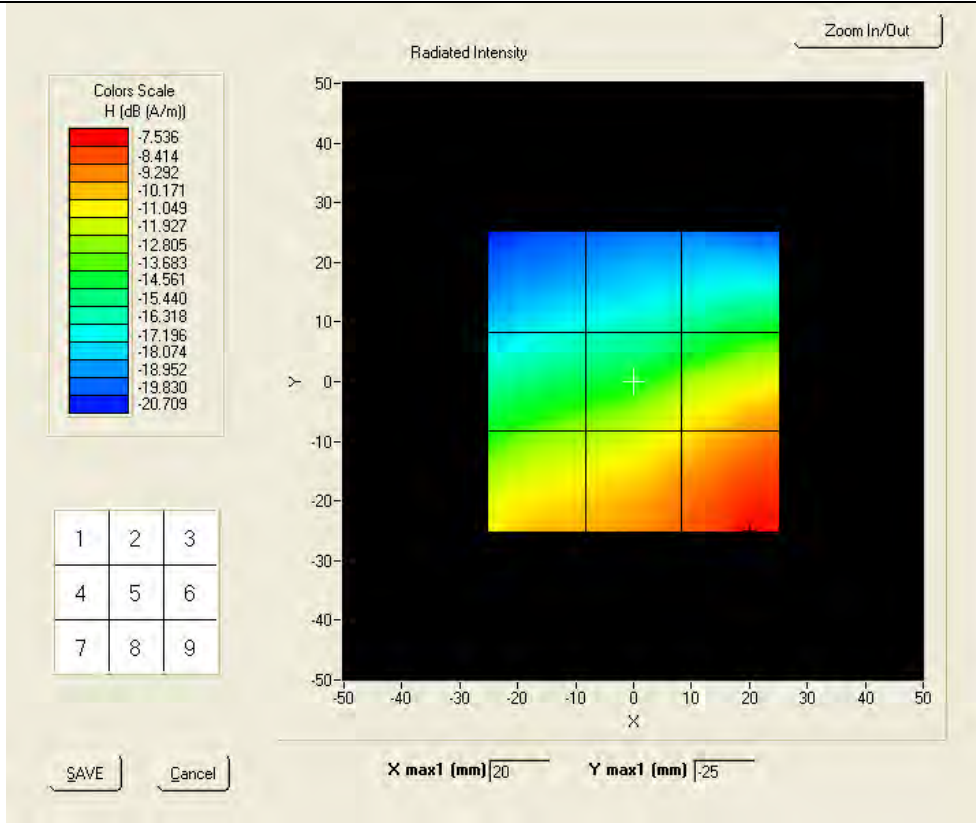 Zoom In/Out
Radiated Intensity
Colors Scale
H (dB (A/m))
-7.536
-8.414
-9.292
-10.171
-11.049
-11.927
-12.805
-13.683
-14.561
-15.440
-16.318
-17.196
-18.074
-18.952
-19.830
-20.709
50
40
30
20
10
0
-10
-20
-30
-40
-50
Y
-50 -40 -30 -20 -10 0 10 20 30 40 50
X
1 2 3
4 5 6
7 8 9
SAVE Cancel
X max1 (mm) 20 Y max1 (mm) -25